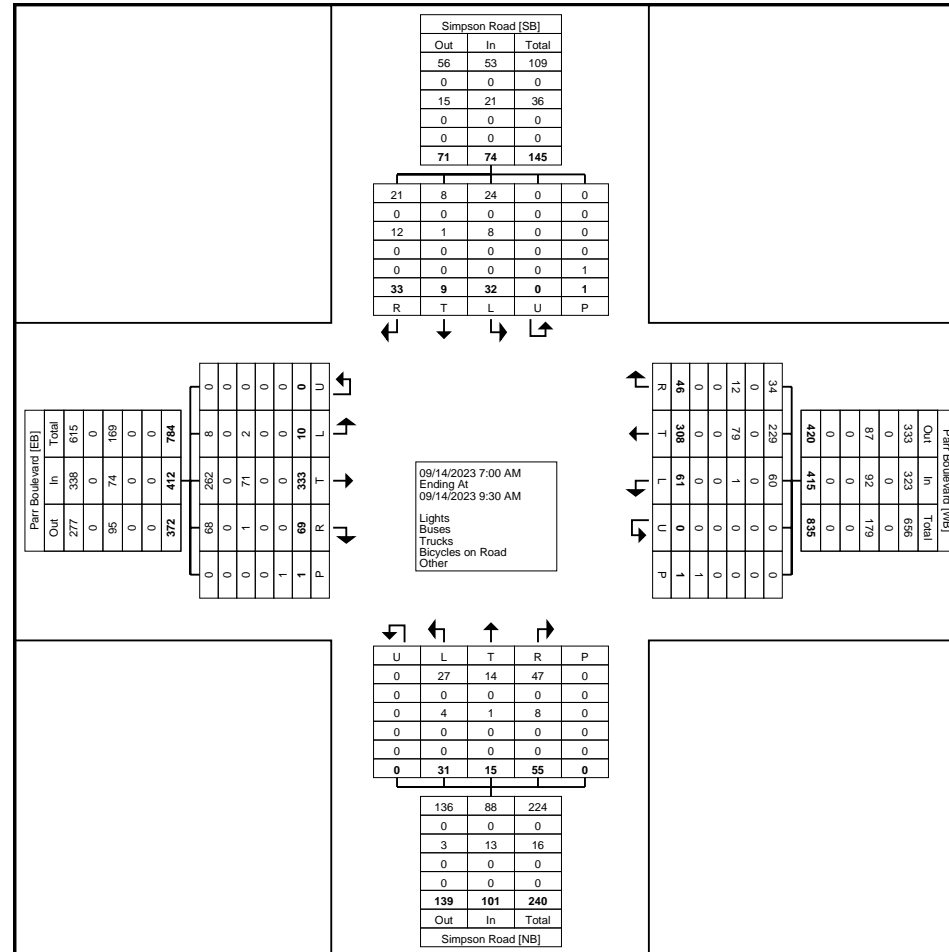 Simpson Road [SB]
Out In Total
56 53 109
0 0 0
15 21 36
0 0 0
0 0 0
71 74 145
21 8 24 0 0
0 0 0 0 0
12 1 8 0 0
0 0 0 0 0
0 0 0 0 1
33 9 32 0 1
R T L U P
Parr Boulevard [EB]
Total In Out
615 338 277
0 0 0
169 74 95
0 0 0
0 0 0
784 412 372
0 8 262 68 0
0 0 0 0 0
0 2 71 1 0
0 0 0 0 0
0 0 0 0 1
0 10 333 69 1
U L T R P
09/14/2023 7:00 AM
Ending At
09/14/2023 9:30 AM
Lights
Buses
Trucks
Bicycles on Road
Other
Parr Boulevard [WB]
Out In Total
333 323 656
0 0 0
87 92 179
0 0 0
0 0 0
420 415 835
34 229 60 0 0
0 0 0 0 0
12 79 1 0 0
0 0 0 0 0
0 0 0 0 1
46 308 61 0 1
R T L U P
U L T R P
0 27 14 47 0
0 0 0 0 0
0 4 1 8 0
0 0 0 0 0
0 0 0 0 0
0 31 15 55 0
136 88 224
0 0 0
3 13 16
0 0 0
0 0 0
139 101 240
Out In Total
Simpson Road [NB]